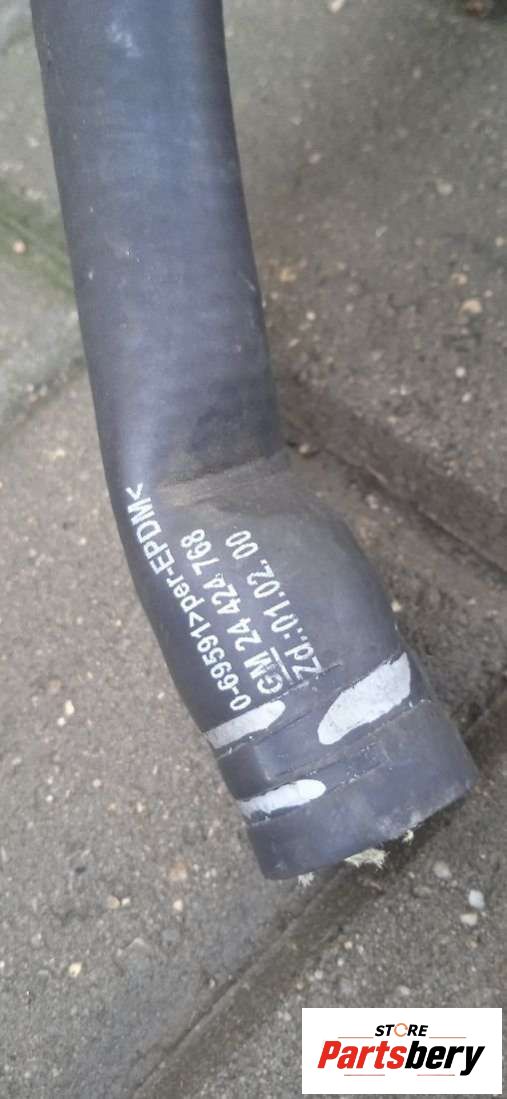 0-69591>per-EPDM<
GM 24 424 768
Zd.:01.02.00
STORE
Partsbery